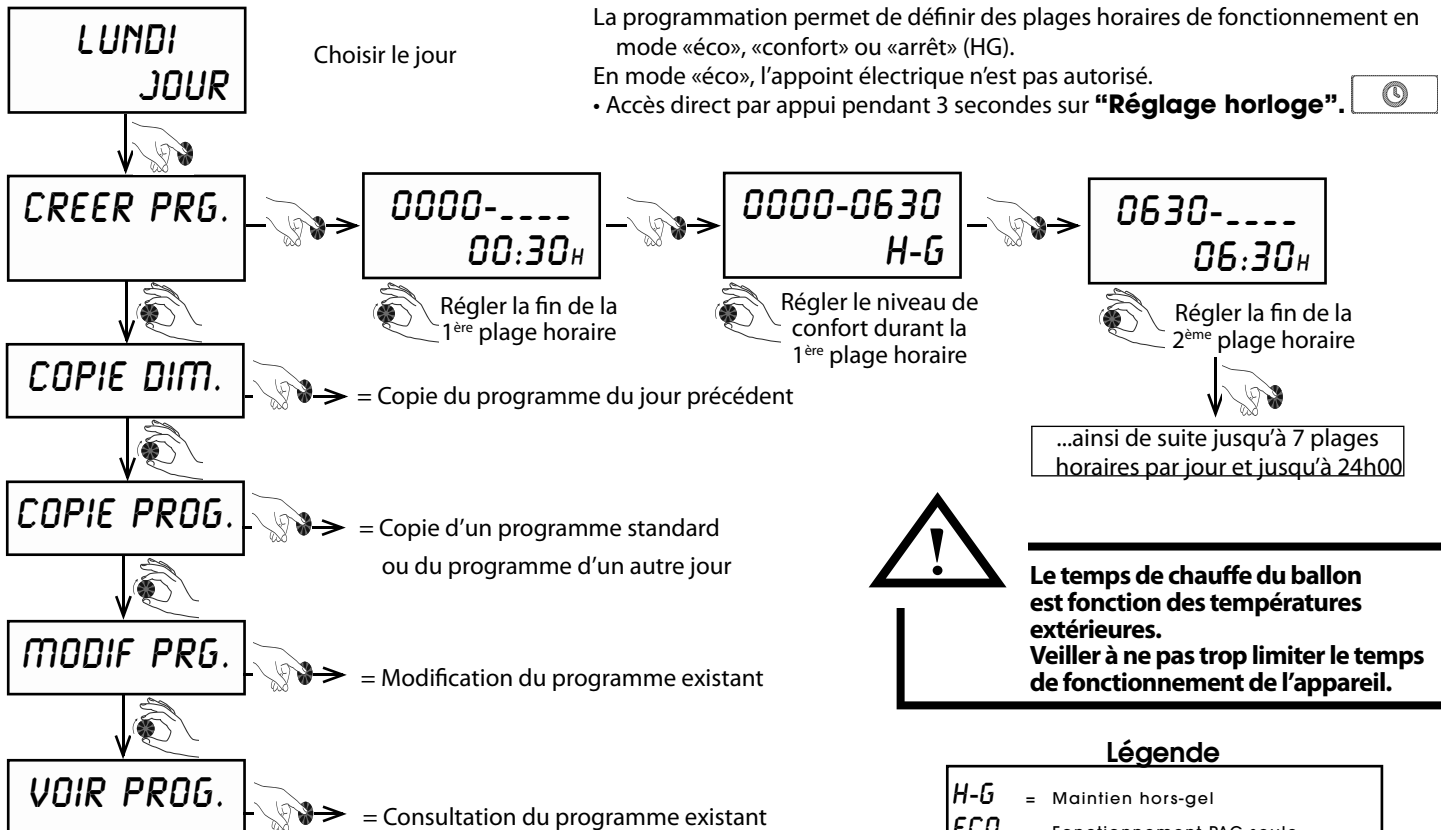 LUNDI
JOUR
Choisir le jour
La programmation permet de définir des plages horaires de fonctionnement en
mode «éco», «confort» ou «arrêt» (HG).
En mode «éco», l’appoint électrique n’est pas autorisé.
• Accès direct par appui pendant 3 secondes sur “Réglage horloge”.
CREER PRG.
0000-____
00:30H
0000-0630
H-G
0630-____
06:30H
Régler la fin de la
1ère plage horaire
Régler le niveau de
confort durant la
1ère plage horaire
Régler la fin de la
2ème plage horaire
...ainsi de suite jusqu’à 7 plages
horaires par jour et jusqu’à 24h00
COPIE DIM.
= Copie du programme du jour précédent
COPIE PROG.
= Copie d’un programme standard
ou du programme d’un autre jour
!
Le temps de chauffe du ballon
est fonction des températures
extérieures.
Veiller à ne pas trop limiter le temps
de fonctionnement de l’appareil.
MODIF PRG.
= Modification du programme existant
VOIR PROG.
= Consultation du programme existant
Légende
H-G = Maintien hors-gel
ECO Fonctionnement PAC seule